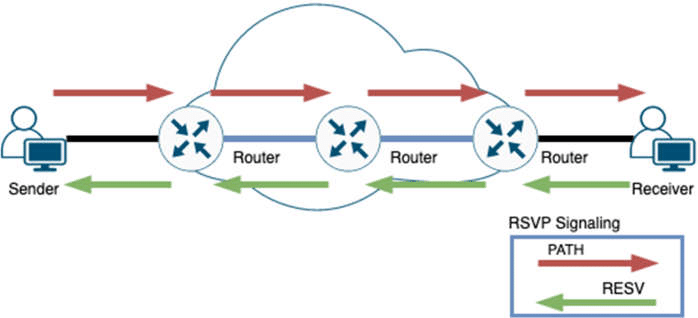 Router
Router
Router
Sender
Receiver
RSVP Signaling
PATH
RESV